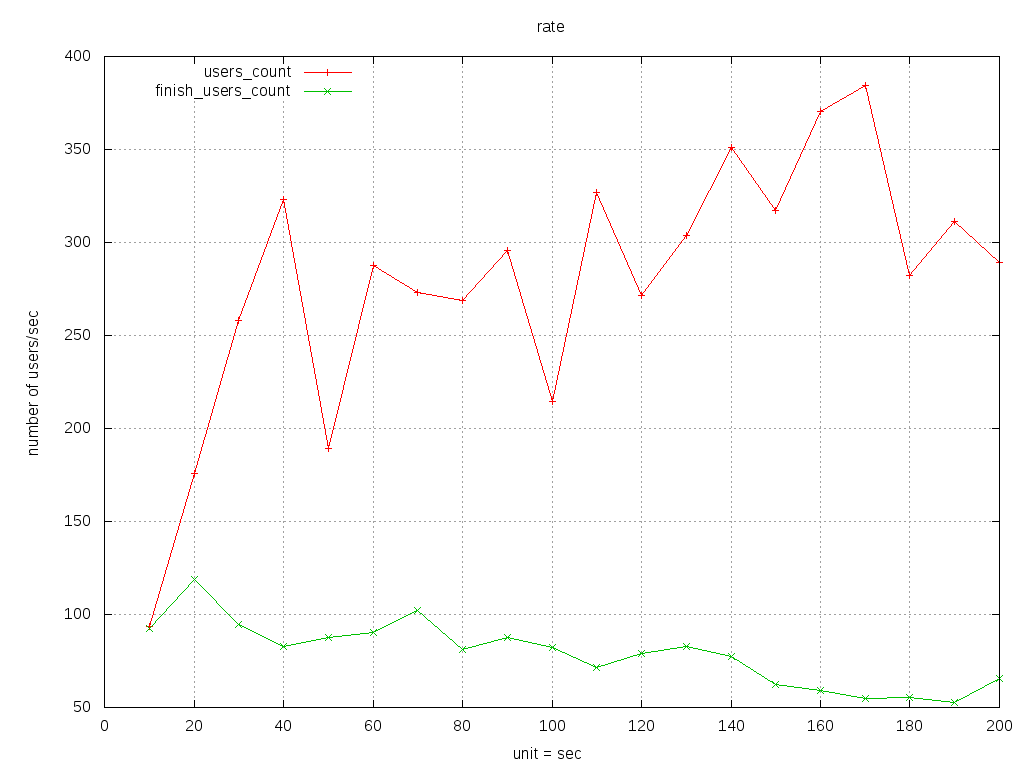 rate
400
users_count
finish_users_count
350
300
250
number of users/sec
200
150
100
50
0 20 40 60 80 100 120 140 160 180 200
unit = sec